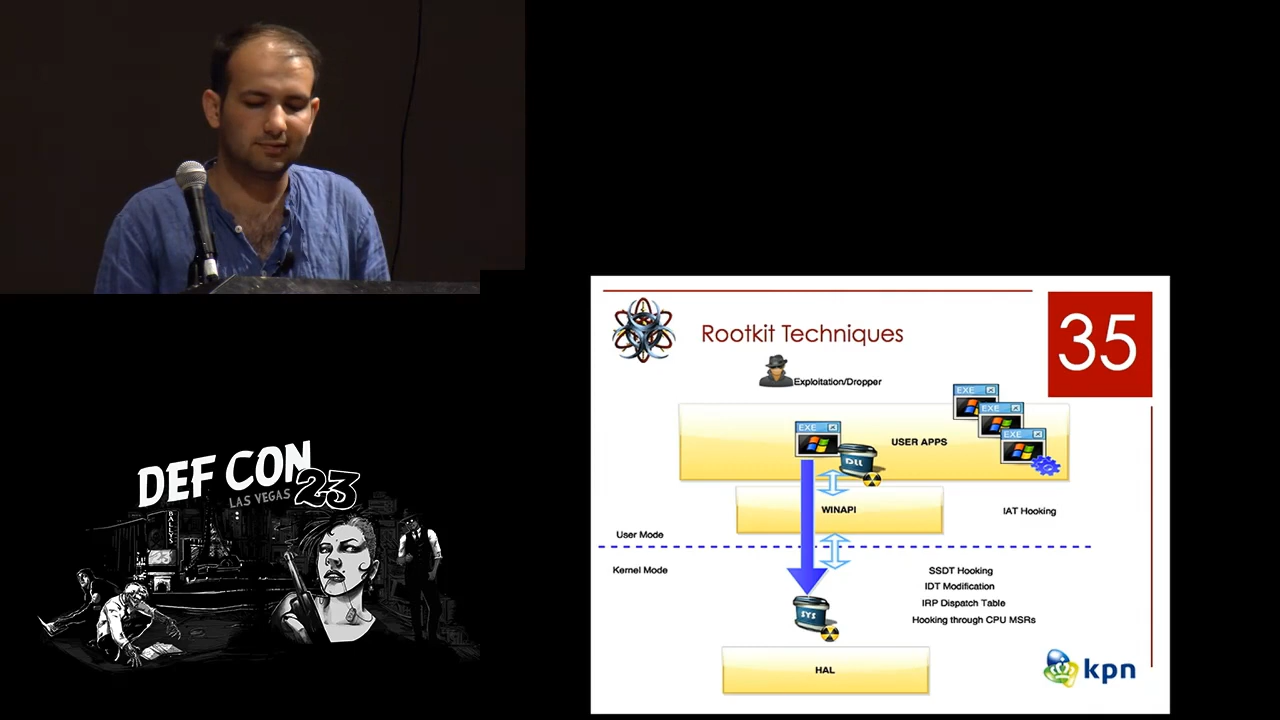 DEF CON
LAS VEGAS 23
BALLYS
Rootkit Techniques
35
Exploitation/Dropper
EXE
EXE
EXE
EXE
USER APPS
DLL
WINAPI
IAT Hooking
User Mode
Kernel Mode
SSDT Hooking
IDT Modification
IRP Dispatch Table
Hooking through CPU MSRs
SYS
HAL
kpn